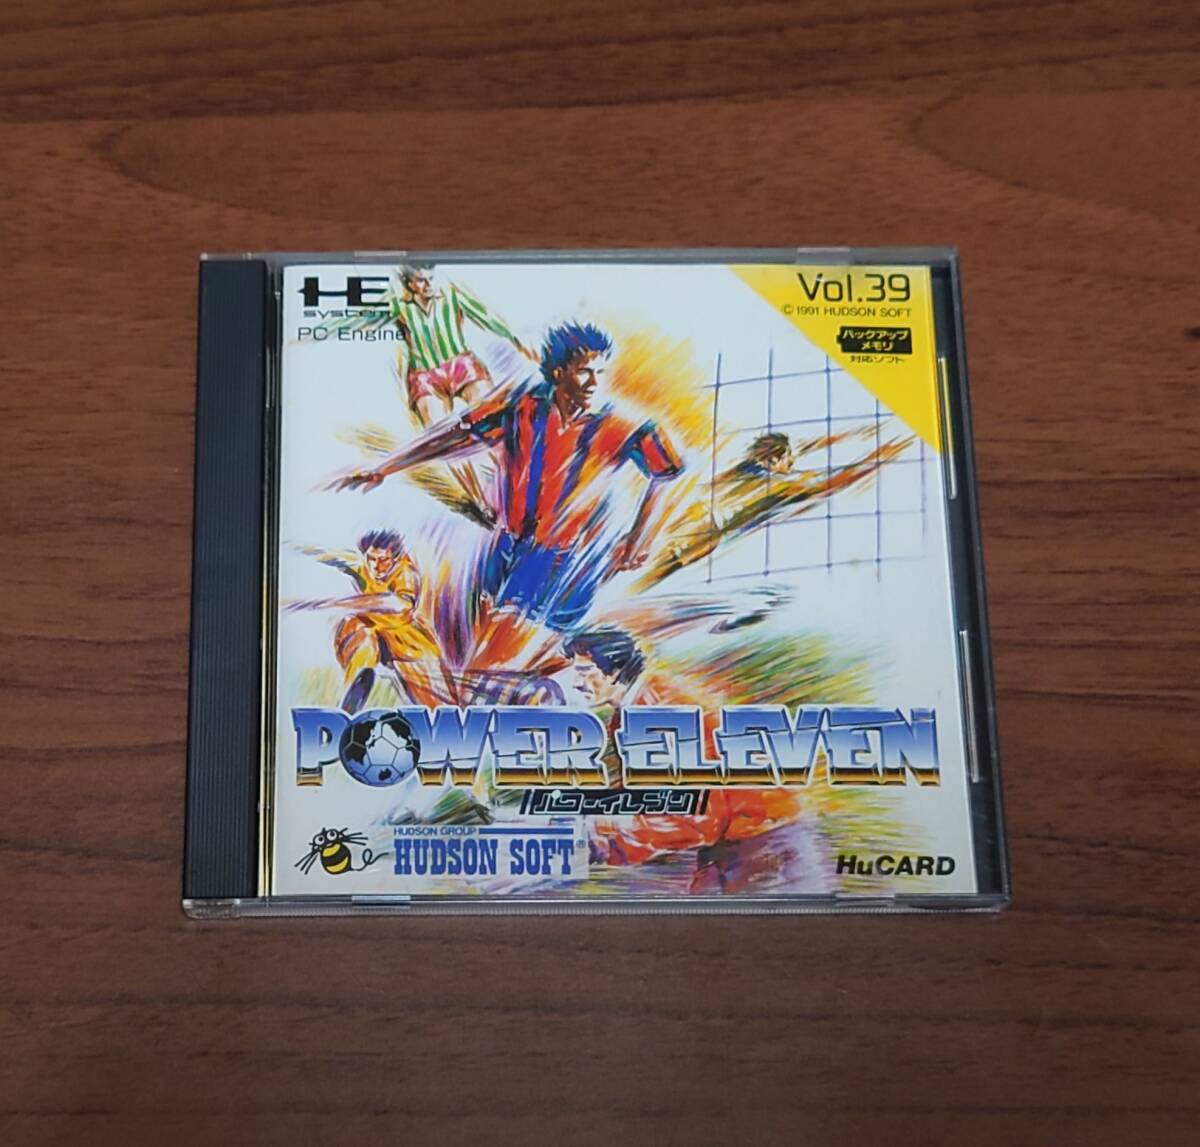 HE
system
PC Engine
Vol.39
© 1991 HUDSON SOFT
バックアップ
メモリ
対応ソフト
POWER ELEVEN
パワーイレブン
HUDSON GROUP
HUDSON SOFT®
HuCARD